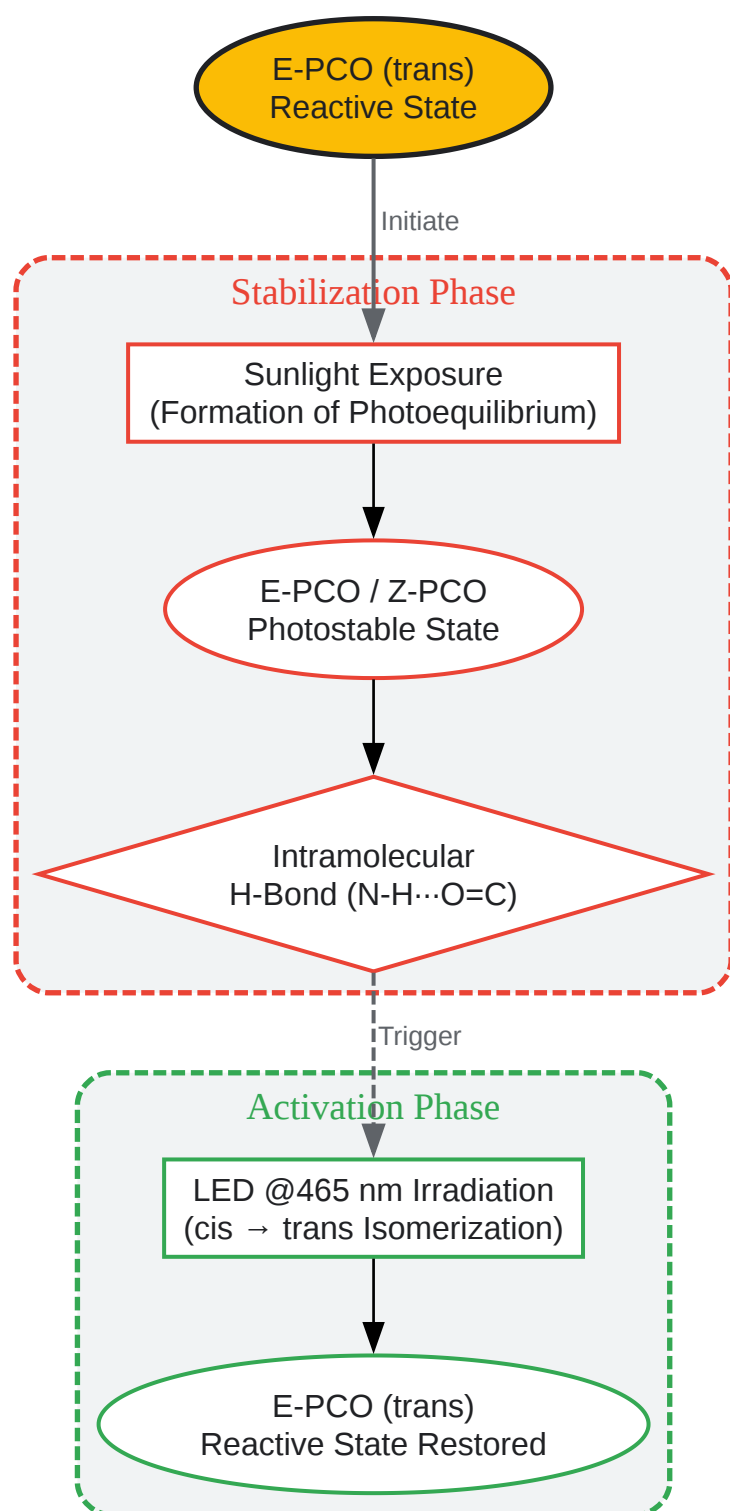 E-PCO (trans)
Reactive State
Initiate
Stabilization Phase
Sunlight Exposure
(Formation of Photoequilibrium)
E-PCO / Z-PCO
Photostable State
Intramolecular
H-Bond (N-H···O=C)
Trigger
Activation Phase
LED @465 nm Irradiation
(cis → trans Isomerization)
E-PCO (trans)
Reactive State Restored